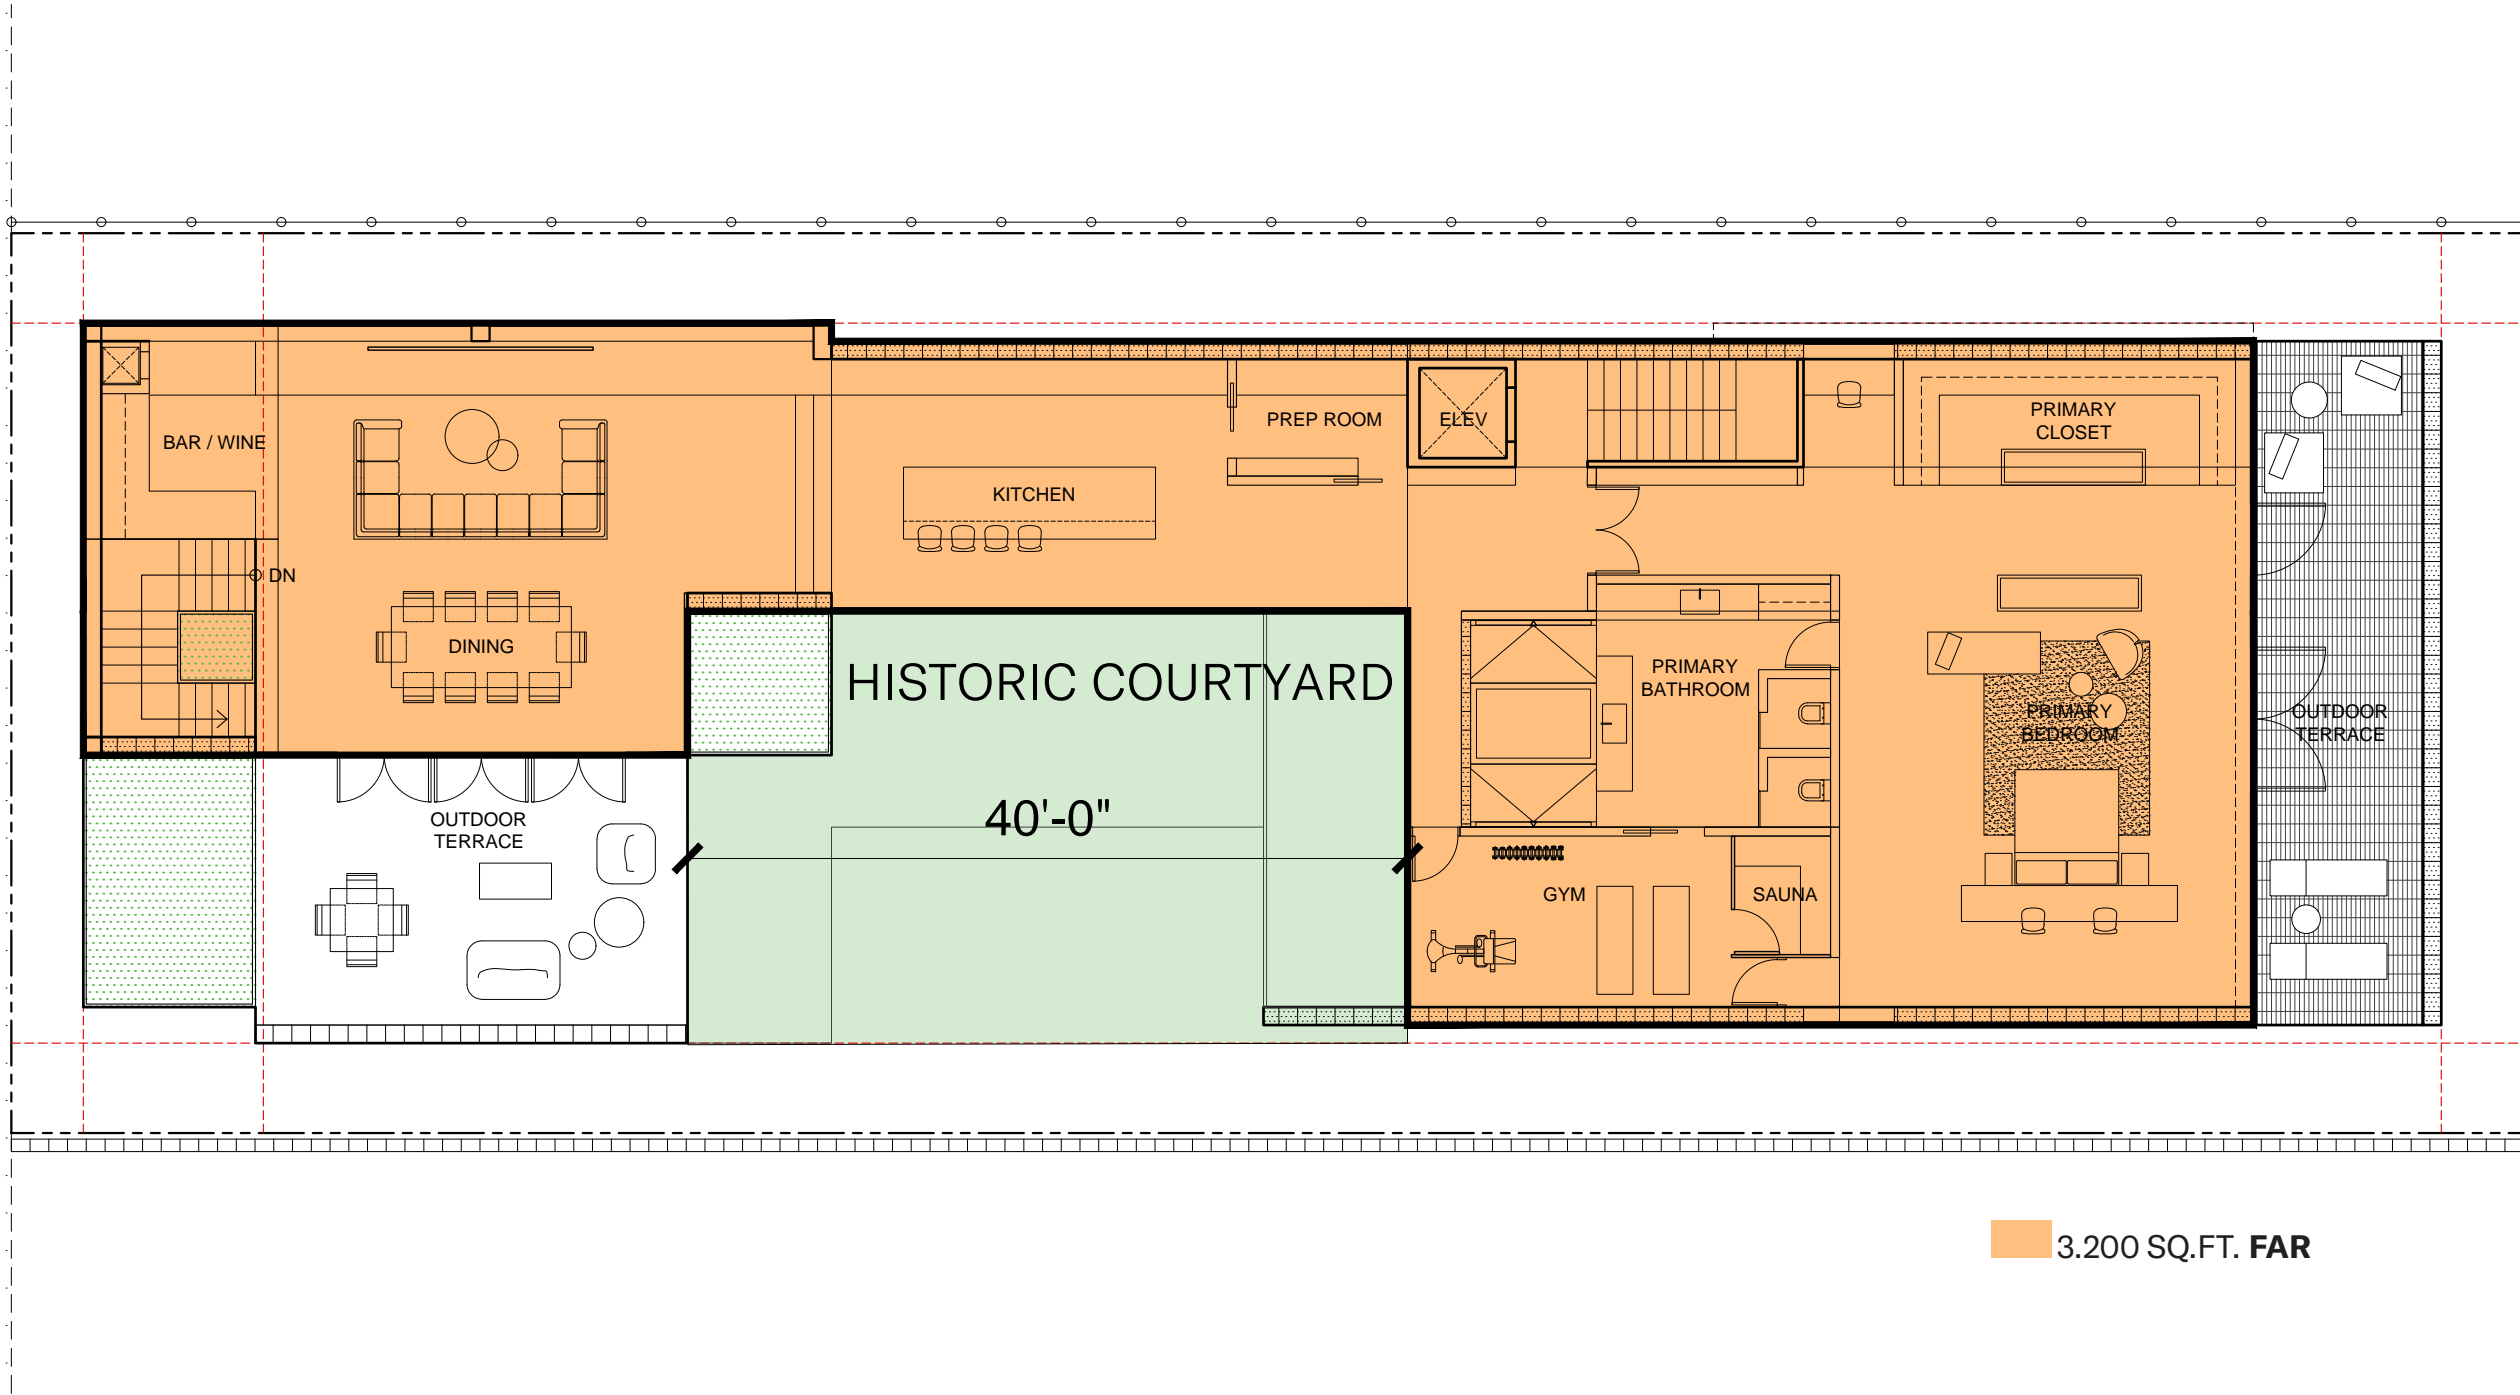 BAR / WINE
PREP ROOM
ELEV
PRIMARY
CLOSET
KITCHEN
DN
DINING
HISTORIC COURTYARD
PRIMARY
BATHROOM
PRIMARY
BEDROOM
OUTDOOR
TERRACE
OUTDOOR
TERRACE
40'-0"
GYM
SAUNA
3.200 SQ.FT. FAR